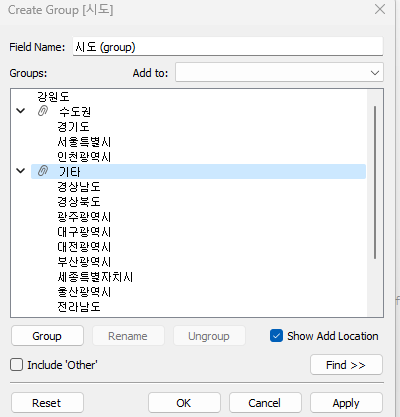 Create Group [시도]
Field Name: 시도 (group)
Groups: Add to:
강원도
수도권
경기도
서울특별시
인천광역시
기타
경상남도
경상북도
광주광역시
대구광역시
대전광역시
부산광역시
세종특별자치시
울산광역시
전라남도
Group Rename Ungroup Show Add Location
Include 'Other' Find >>
Reset OK Cancel Apply